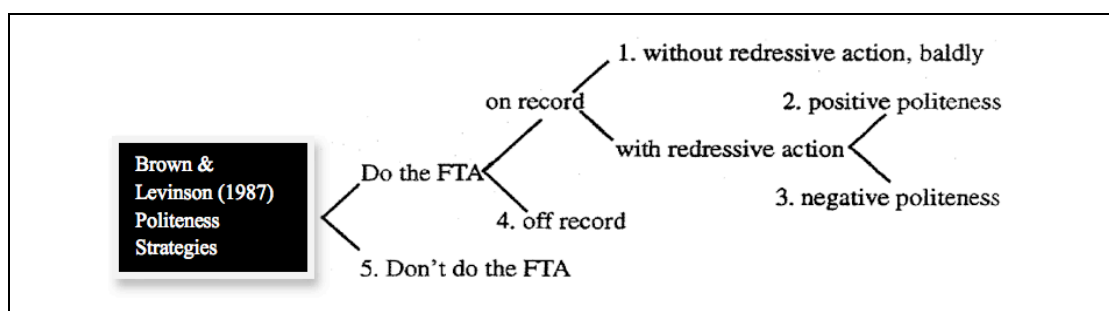 1. without redressive action, baldly
on record
2. positive politeness
Brown &
Levinson (1987)
Politeness
Strategies
Do the FTA
with redressive action
3. negative politeness
4. off record
5. Don't do the FTA